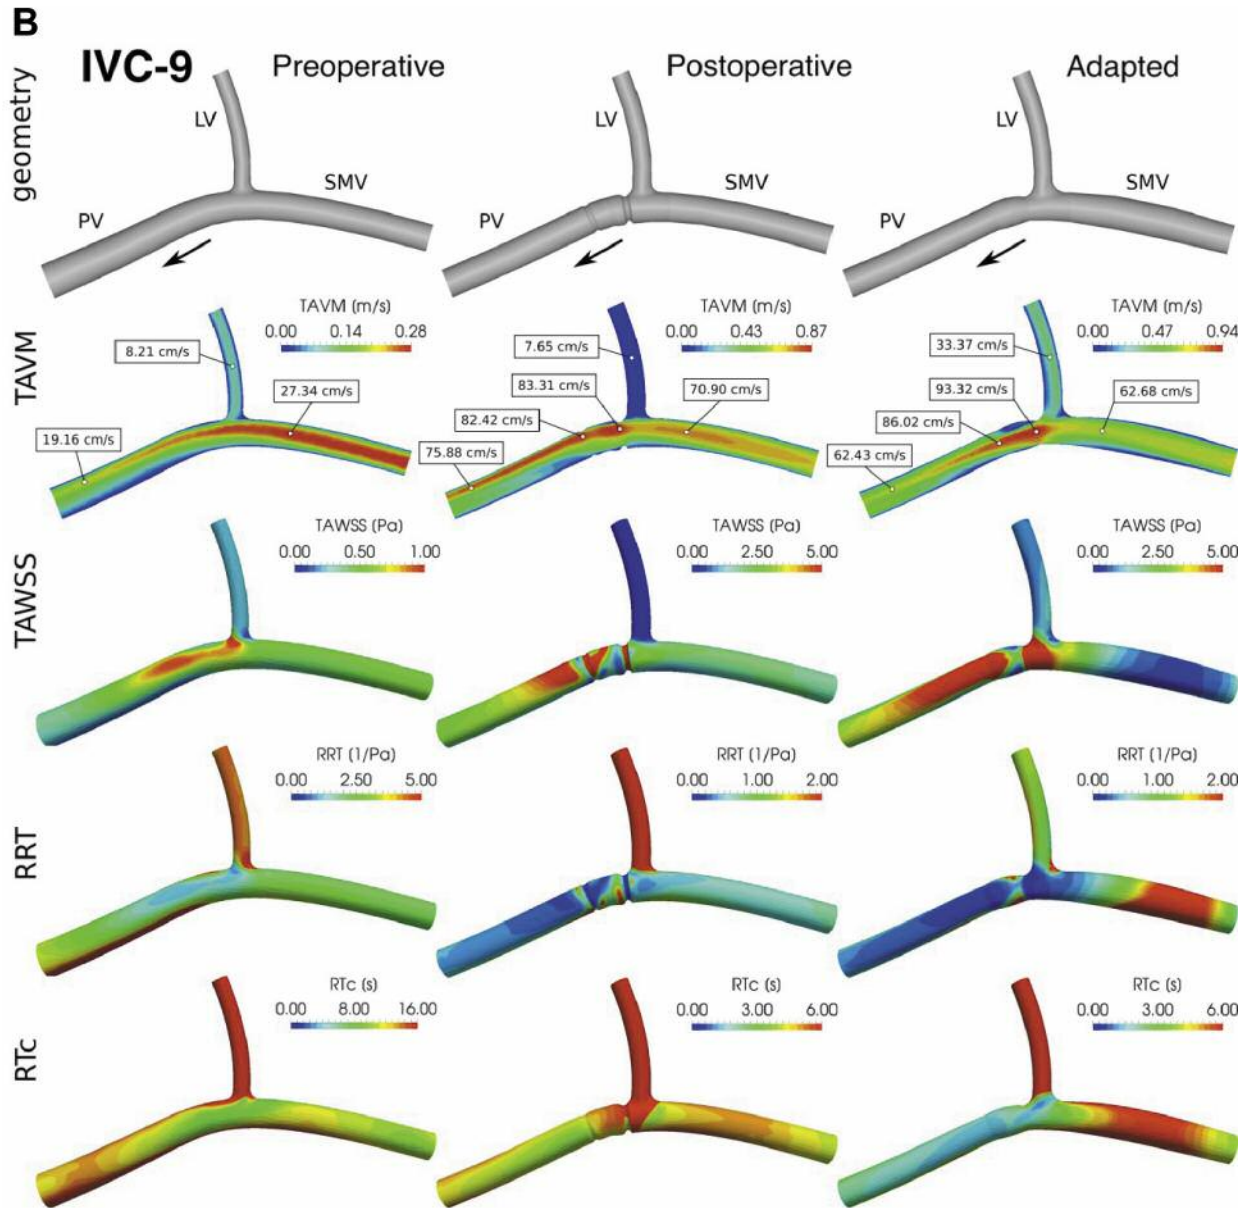 B
IVC-9
Preoperative
Postoperative
Adapted
geometry
LV
SMV
PV
LV
SMV
PV
LV
SMV
PV
TAVM
TAVM (m/s)
0.00 0.14 0.28
8.21 cm/s
27.34 cm/s
19.16 cm/s
TAVM (m/s)
0.00 0.43 0.87
7.65 cm/s
83.31 cm/s
70.90 cm/s
82.42 cm/s
75.88 cm/s
TAVM (m/s)
0.00 0.47 0.94
33.37 cm/s
93.32 cm/s
62.68 cm/s
86.02 cm/s
62.43 cm/s
TAWSS
TAWSS (Pa)
0.00 0.50 1.00
TAWSS (Pa)
0.00 2.50 5.00
TAWSS (Pa)
0.00 2.50 5.00
RRT
RRT (1/Pa)
0.00 2.50 5.00
RRT (1/Pa)
0.00 1.00 2.00
RRT (1/Pa)
0.00 1.00 2.00
RTc
RTc (s)
0.00 8.00 16.00
RTc (s)
0.00 3.00 6.00
RTc (s)
0.00 3.00 6.00